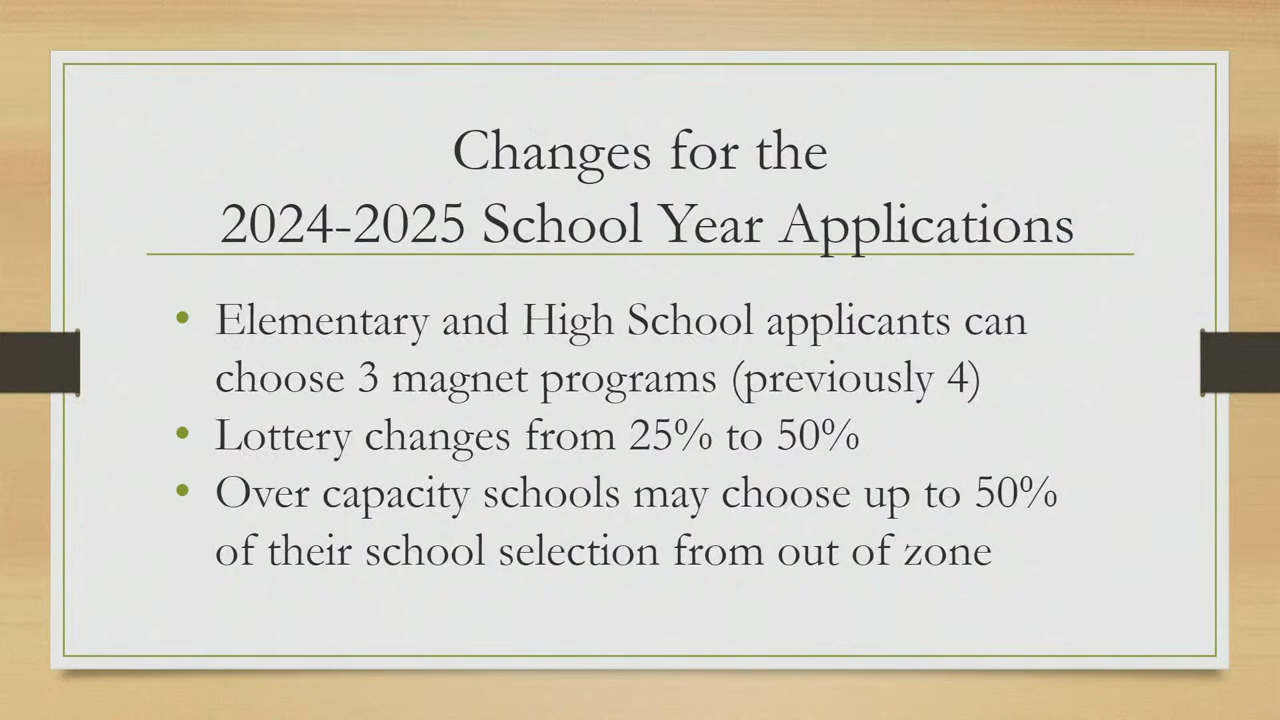 Changes for the
2024-2025 School Year Applications
• Elementary and High School applicants can
choose 3 magnet programs (previously 4)
• Lottery changes from 25% to 50%
• Over capacity schools may choose up to 50%
of their school selection from out of zone